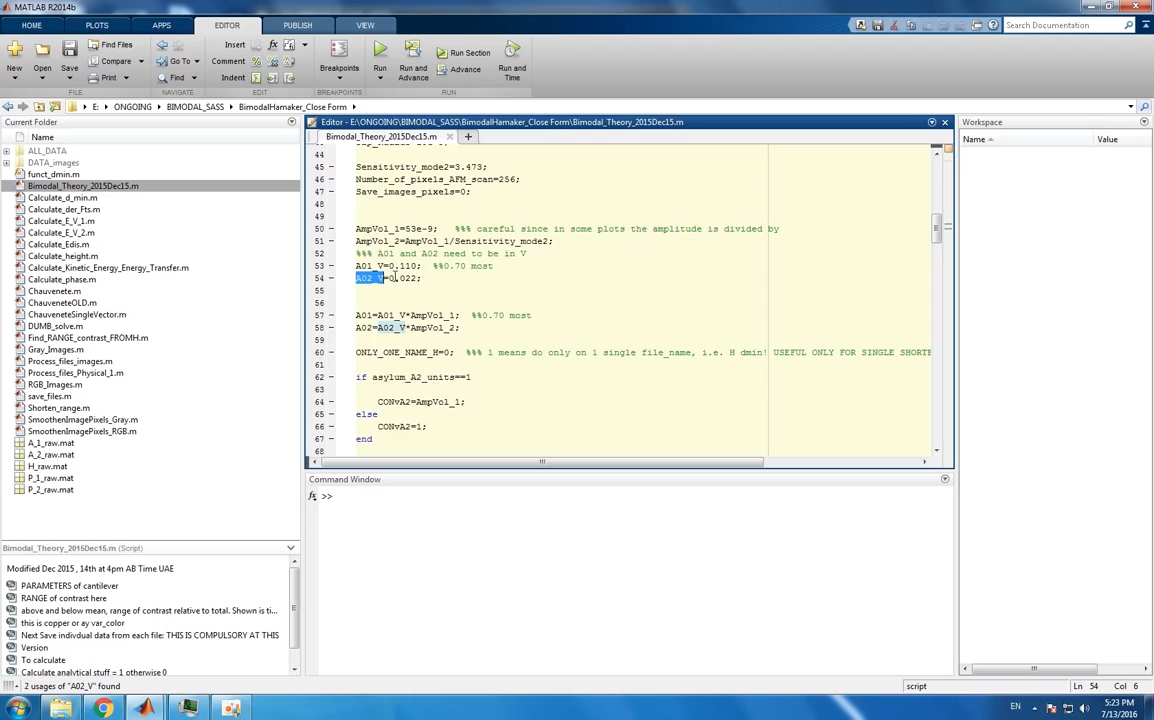 MATLAB R2014b
HOME
PLOTS
APPS
EDITOR
PUBLISH
VIEW
Search Documentation
New
Open
Save
Find Files
Compare
Print
Go To
Find
Insert
Comment
Indent
Breakpoints
Run
Run and
Advance
Run Section
Advance
Run and
Time
FILE
NAVIGATE
EDIT
BREAKPOINTS
RUN
E:
ONGOING
BIMODAL_SASS
BimodalHamaker_Close Form
Current Folder
Name
ALL_DATA
DATA_images
funct_dmin.m
Bimodal_Theory_2015Dec15.m
Calculate_d_min.m
Calculate_der_Fts.m
Calculate_E_V_1.m
Calculate_E_V_2.m
Calculate_Edis.m
Calculate_height.m
Calculate_Kinetic_Energy_Energy_Transfer.m
Calculate_phase.m
Chauvenete.m
ChauveneteOLD.m
ChauveneteSingleVector.m
DUMB_solve.m
Find_RANGE_contrast_FROMH.m
Gray_Images.m
Process_files_images.m
Process_files_Physical_1.m
RGB_Images.m
save_files.m
Shorten_range.m
SmoothenImagePixels_Gray.m
SmoothenImagePixels_RGB.m
A_1_raw.mat
A_2_raw.mat
H_raw.mat
P_1_raw.mat
P_2_raw.mat
Bimodal_Theory_2015Dec15.m (Script)
Modified Dec 2015 , 14th at 4pm AB Time UAE
PARAMETERS of cantilever
RANGE of contrast here
above and below mean, range of contrast relative to total. Shown is ti...
this is copper or ay var_color
Next Save indivdual data from each file: THIS IS COMPULSORY AT THIS
Version
To calculate
Calculate analytical stuff = 1 otherwise 0
Editor - E:\ONGOING\BIMODAL_SASS\BimodalHamaker_Close Form\Bimodal_Theory_2015Dec15.m
Bimodal_Theory_2015Dec15.m
44
45 Sensitivity_mode2=3.473;
46 Number_of_pixels_AFM_scan=256;
47 Save_images_pixels=0;
48
49
50 AmpVol_1=53e-9; %%% careful since in some plots the amplitude is divided by
51 AmpVol_2=AmpVol_1/Sensitivity_mode2;
52 %%% A01 and A02 need to be in V
53 A01_V=0.110; %%0.70 most
54 A02_V=0.022;
55
56
57 A01=A01_V*AmpVol_1; %%0.70 most
58 A02=A02_V*AmpVol_2;
59
60 ONLY_ONE_NAME_H=0; %%% 1 means do only on 1 single file_name, i.e. H dmin! USEFUL ONLY FOR SINGLE SHORTE
61
62 if asylum_A2_units==1
63
64 CONvA2=AmpVol_1;
65 else
66 CONvA2=1;
67 end
68
Command Window
fx >>
Workspace
Name
Value
2 usages of "A02_V" found
script
Ln 54 Col 6
EN
5:23 PM
7/13/2016